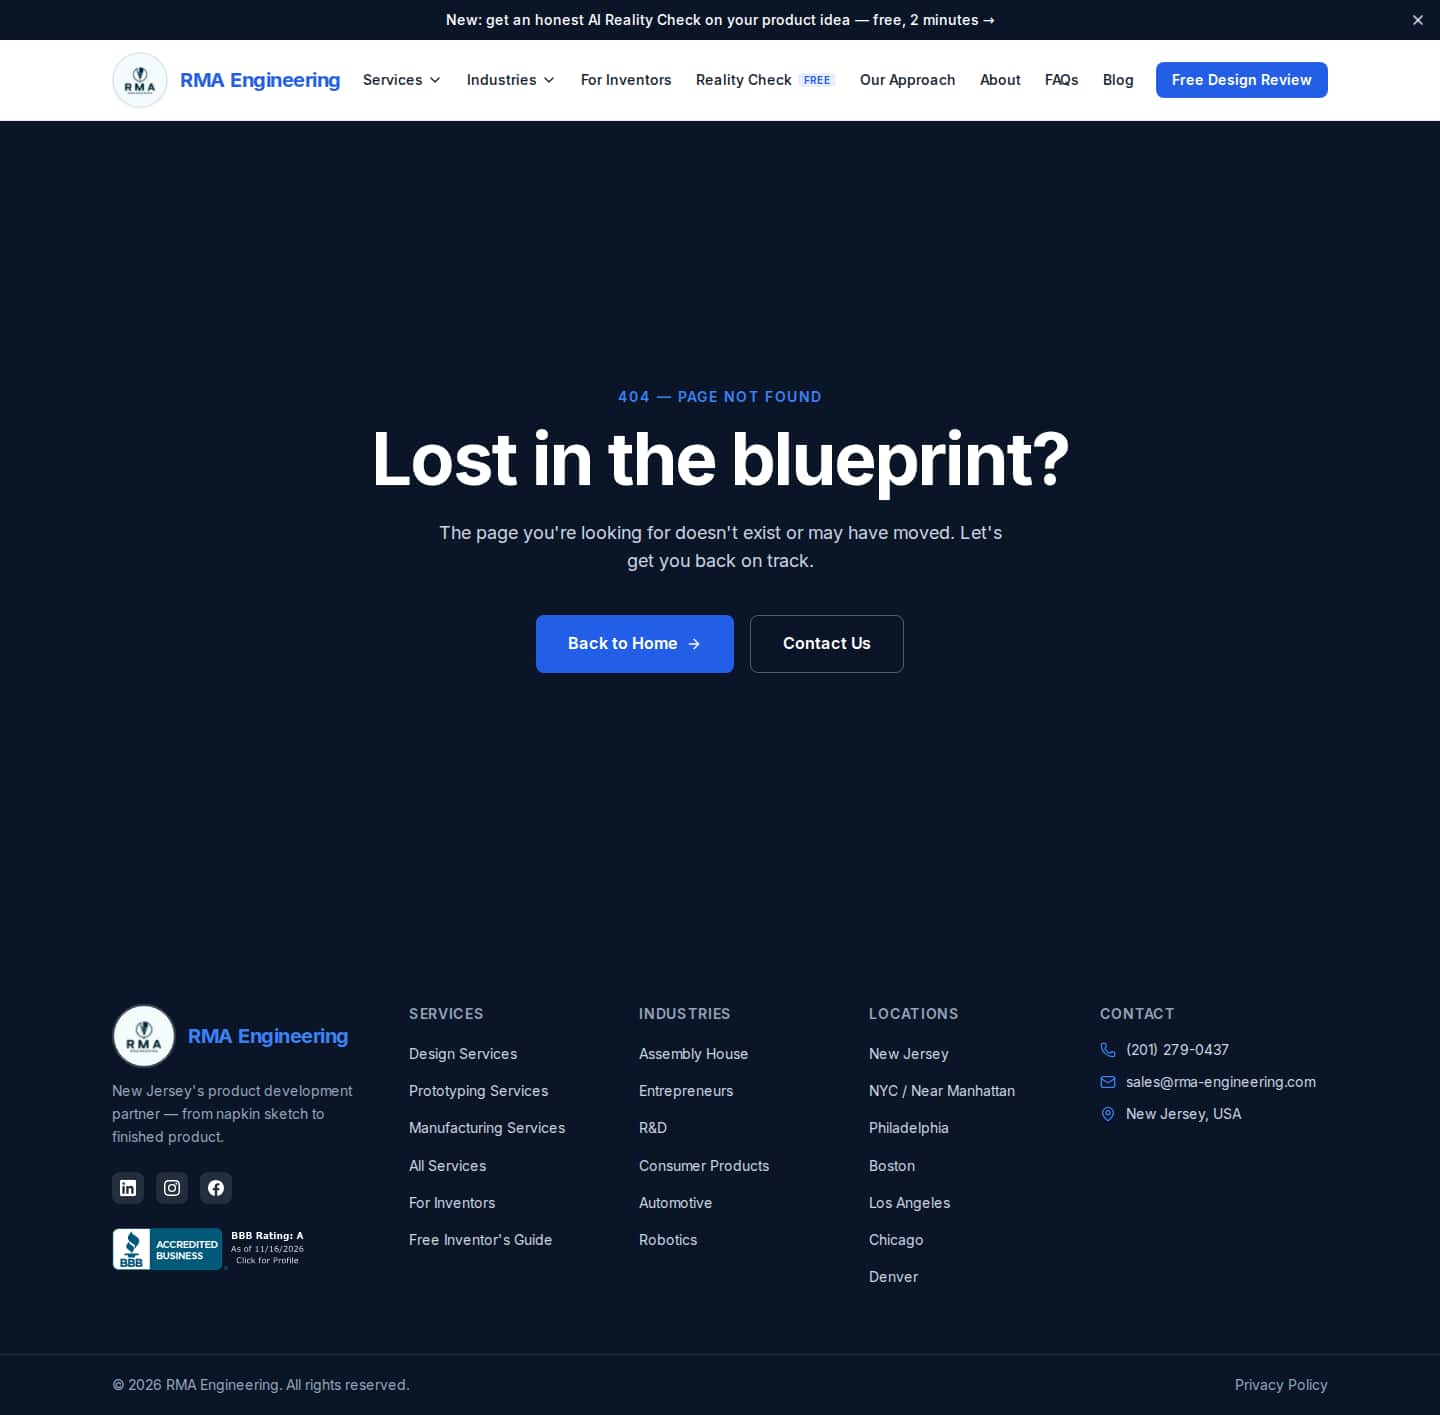 New: get an honest AI Reality Check on your product idea — free, 2 minutes →
RMA
RMA Engineering
Services
Industries
For Inventors
Reality Check FREE
Our Approach
About
FAQs
Blog
Free Design Review
404 — PAGE NOT FOUND
Lost in the blueprint?
The page you're looking for doesn't exist or may have moved. Let's
get you back on track.
Back to Home →
Contact Us
RMA
RMA Engineering
New Jersey's product development
partner — from napkin sketch to
finished product.
BBB
ACCREDITED
BUSINESS
BBB Rating: A
As of 11/16/2026
Click for Profile
SERVICES
Design Services
Prototyping Services
Manufacturing Services
All Services
For Inventors
Free Inventor's Guide
INDUSTRIES
Assembly House
Entrepreneurs
R&D
Consumer Products
Automotive
Robotics
LOCATIONS
New Jersey
NYC / Near Manhattan
Philadelphia
Boston
Los Angeles
Chicago
Denver
CONTACT
(201) 279-0437
sales@rma-engineering.com
New Jersey, USA
© 2026 RMA Engineering. All rights reserved.
Privacy Policy